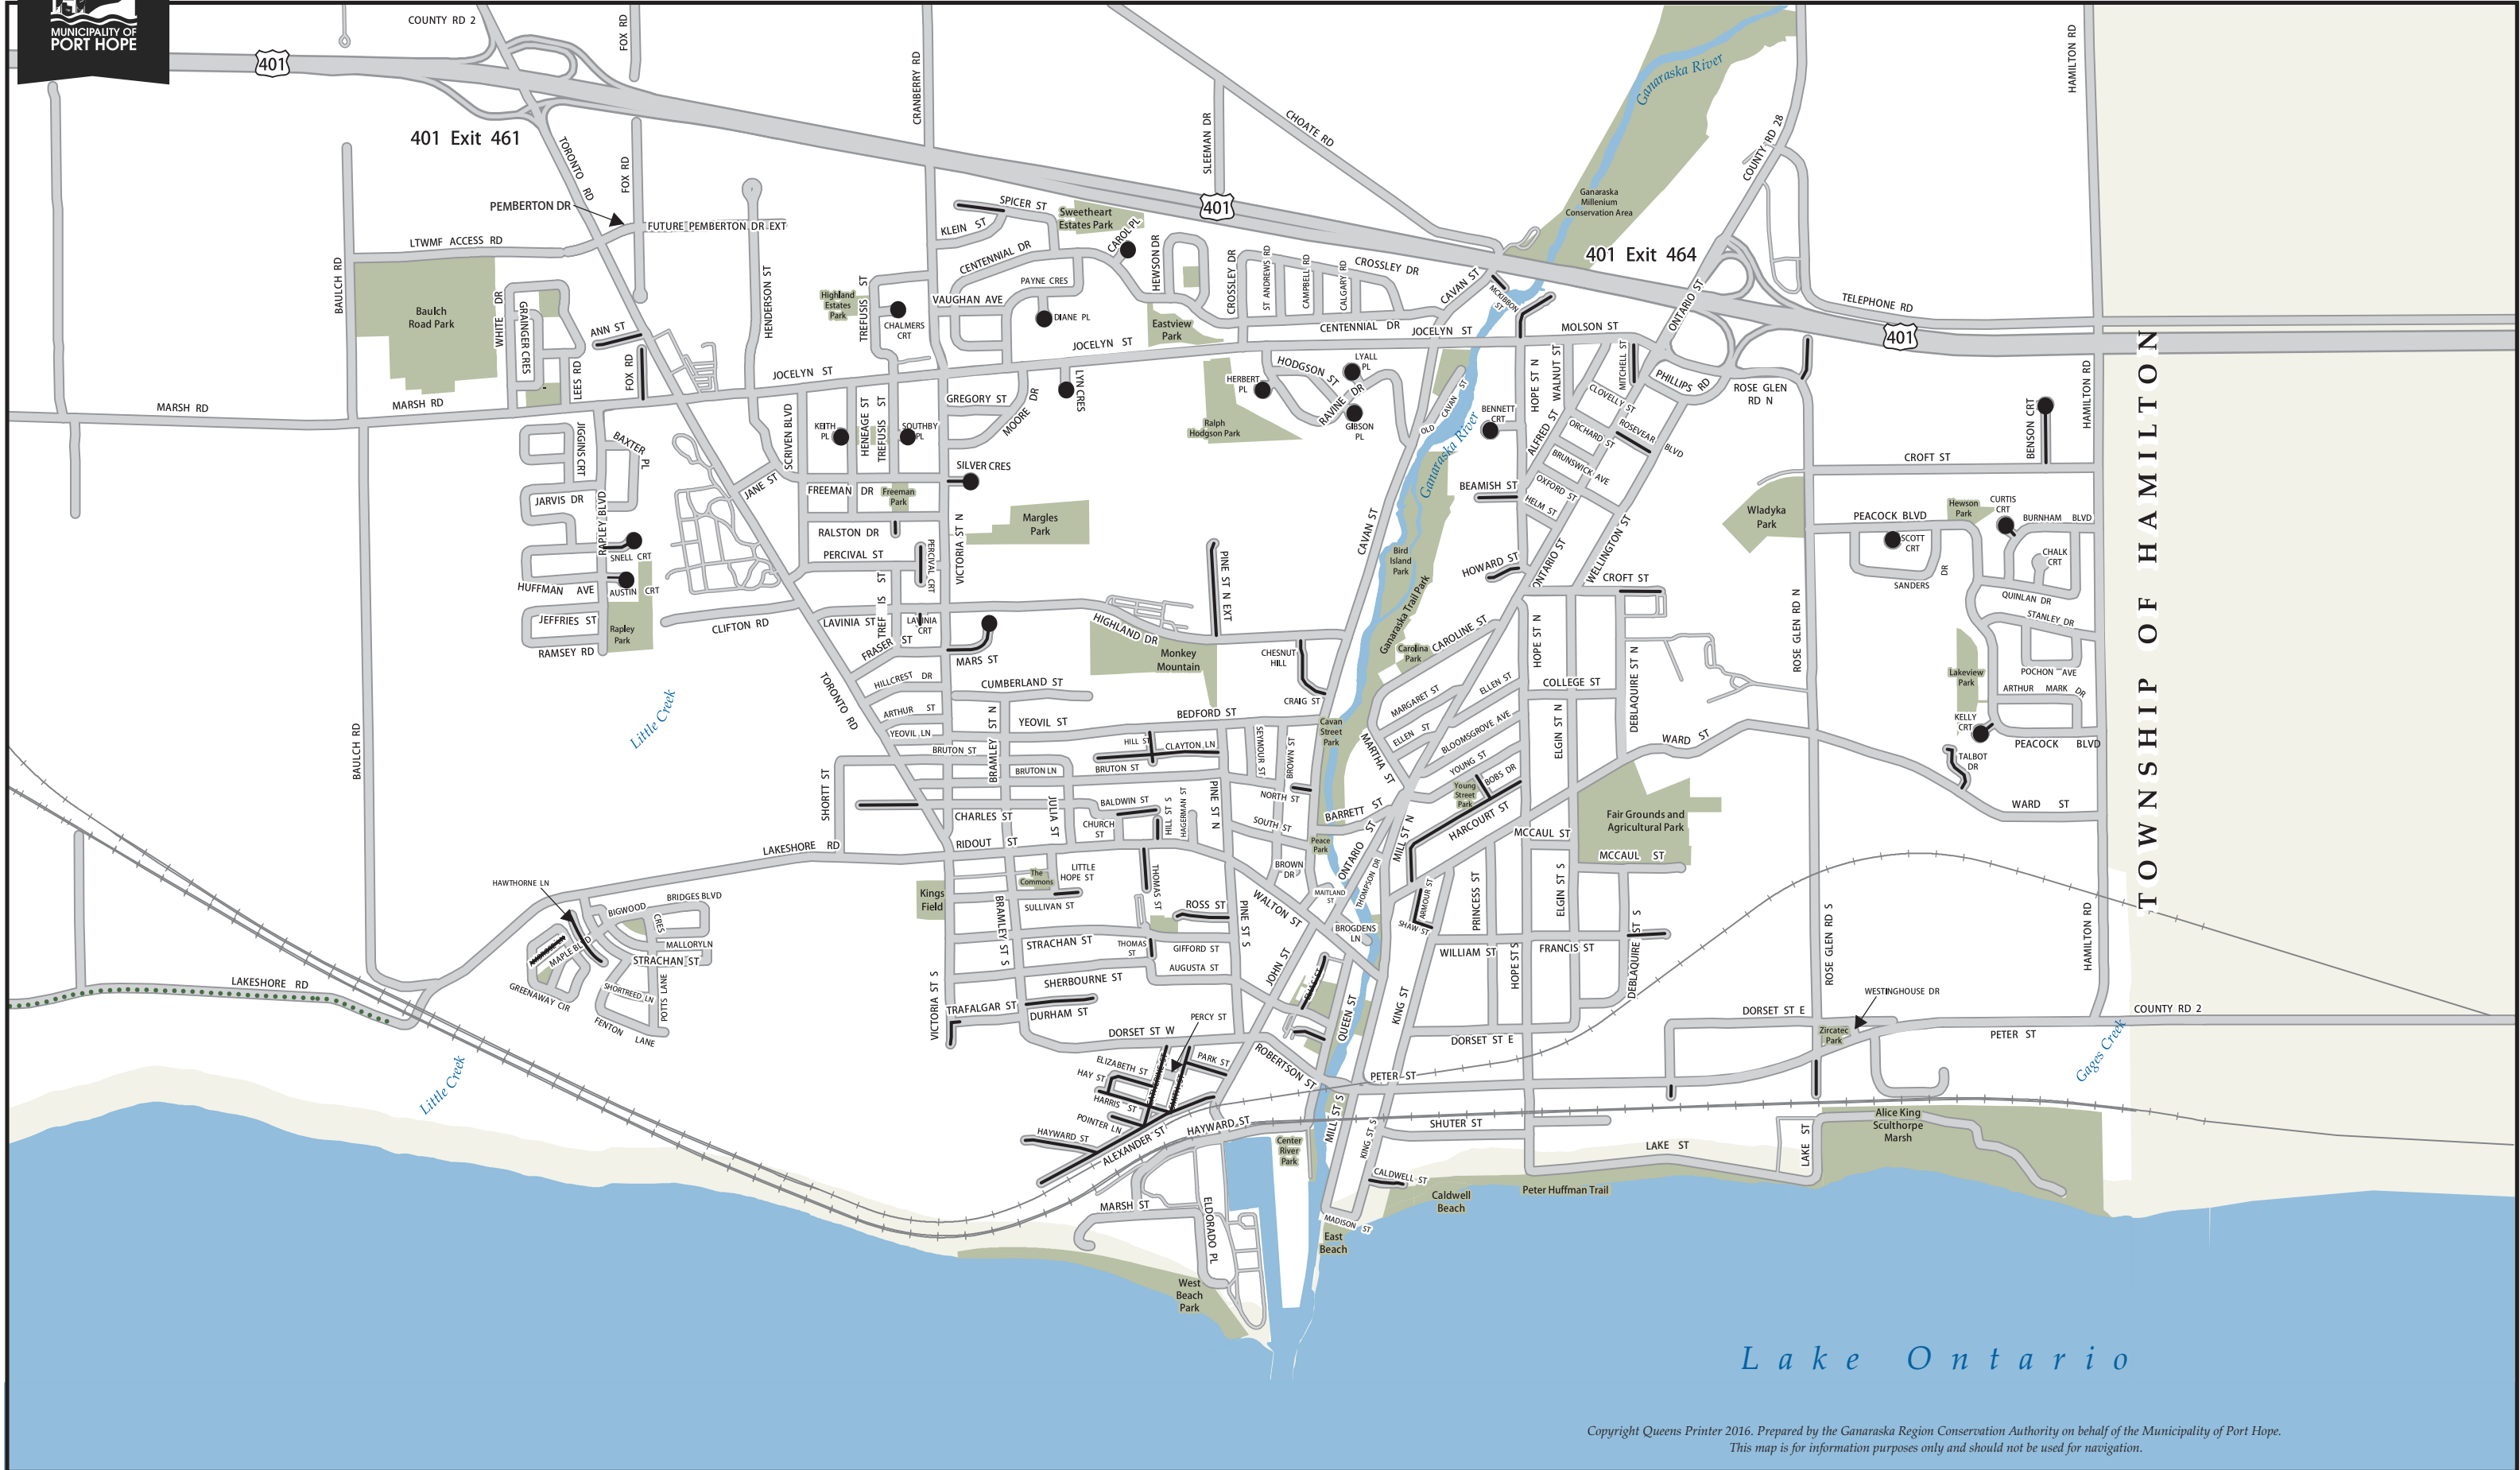 MUNICIPALITY OF
PORT HOPE
COUNTY RD 2
FOX RD
CRANBERRY RD
HAMILTON RD
401
401 Exit 461
TORONTO RD
FOX RD
SLEEMAN DR
CHOATE RD
Ganaraska River
COUNTY RD 28
PEMBERTON DR
FUTURE PEMBERTON DR EXT
LTWMF ACCESS RD
BAULCH RD
Baulch
Road Park
WHITE DR
GRAINGER CRES
LEES RD
ANN ST
FOX RD
HENDERSON ST
Highland
Estates
Park
TREFUSIS ST
CHALMERS
CRT
KLEIN ST
SPICER ST
Sweetheart
Estates Park
CAROL PL
CENTENNIAL DR
PAYNE CRES
VAUGHAN AVE
DIANE PL
HEWSON DR
Eastview
Park
401
CROSSLEY DR
ST ANDREWS RD
CAMPBELL RD
CALGARY RD
CROSSLEY DR
CENTENNIAL DR
CAVAN ST
MCKIBBON
ST
Ganaraska
Millenium
Conservation Area
401 Exit 464
ONTARIO ST
TELEPHONE RD
401
JOCELYN ST
JOCELYN ST
JOCELYN ST
MOLSON ST
MARSH RD
MARSH RD
GREGORY ST
MOORE DR
LYN CRES
HERBERT
PL
HODGSON ST
LYALL
PL
RAVINE DR
GIBSON
PL
Ralph
Hodgson Park
OLD CAVAN ST
Ganaraska River
BENNETT
CRT
HOPE ST N
WALNUT ST
MITCHELL ST
PHILLIPS RD
ROSE GLEN
RD N
CLOVELLY ST
ALFRED ST
ORCHARD ST
ROSEVEAR BLVD
BRUNSWICK AVE
OXFORD ST
HELM ST
BEAMISH ST
HAMILTON RD
BENSON CRT
CROFT ST
TOWNSHIP OF HAMILTON
JIGGINS CRT
BAXTER PL
JARVIS DR
RAPLEY BLVD
SNELL CRT
HUFFMAN AVE
AUSTIN CRT
JEFFRIES ST
Rapley
Park
RAMSEY RD
SCRIVEN BLVD
KEITH
PL
HENEAGE ST
TREFUSIS ST
SOUTHBY
PL
JANE ST
FREEMAN DR
Freeman
Park
SILVER CRES
RALSTON DR
PERCIVAL ST
PERCIVAL CRT
VICTORIA ST N
Margles
Park
CLIFTON RD
LAVINIA ST
TREFUSIS ST
LAVINIA
CRT
FRASER ST
MARS ST
PINE ST N EXT
HIGHLAND DR
Monkey
Mountain
CHESNUT
HILL
CRAIG ST
CAVAN ST
Bird
Island
Park
Ganaraska Trail Park
HOWARD ST
ONTARIO ST
WELLINGTON ST
CROFT ST
Carolina
Park
CAROLINE ST
HOPE ST N
DEBLAQUIRE ST N
ROSE GLEN RD N
Wladyka
Park
PEACOCK BLVD
Hewson
Park
CURTIS
CRT
BURNHAM BLVD
SCOTT
CRT
SANDERS DR
CHALK
CRT
QUINLAN DR
STANLEY DR
POCHON AVE
Lakeview
Park
ARTHUR MARK DR
KELLY
CRT
PEACOCK BLVD
TALBOT
DR
WARD ST
Little Creek
BAULCH RD
TORONTO RD
HILLCREST DR
CUMBERLAND ST
ARTHUR ST
YEOVIL LN
BRAMLEY ST N
YEOVIL ST
BEDFORD ST
BRUTON ST
BRUTON LN
HILL ST
CLAYTON LN
BRUTON ST
SEYMOUR ST
BROWN ST
Cavan
Street
Park
MARTHA ST
MARGARET ST
ELLEN ST
ELLEN ST
BLOOMSGROVE AVE
YOUNG ST
BOBS DR
Young
Street
Park
COLLEGE ST
ELGIN ST N
WARD ST
SHORTT ST
LAKESHORE RD
CHARLES ST
RIDOUT ST
JULIA ST
BALDWIN ST
CHURCH
ST
HILL ST S
HAGERMAN ST
PINE ST N
NORTH ST
SOUTH ST
BARRETT ST
Peace
Park
ONTARIO ST
MILL ST N
HARCOURT ST
MCCAUL ST
Fair Grounds and
Agricultural Park
MCCAUL ST
HAWTHORNE LN
BIGWOOD CRES
BRIDGES BLVD
MAPLE BLVD
MALLORY LN
STRACHAN ST
GREENAWAY CIR
SHORTREED LN
FENTON LANE
POTTS LANE
Kings
Field
The
Commons
LITTLE
HOPE ST
SULLIVAN ST
BRAMLEY ST S
THOMAS ST
ROSS ST
PINE ST S
WALTON ST
BROWN
DR
MAITLAND
ST
THOMPSON DR
BROGDENS
LN
ARMOUR ST
SHAW ST
PRINCESS ST
ELGIN ST S
STRACHAN ST
THOMAS
ST
GIFFORD ST
AUGUSTA ST
SHERBOURNE ST
JOHN ST
WILLIAM ST
HOPE ST S
FRANCIS ST
DEBLAQUIRE ST S
ROSE GLEN RD S
HAMILTON RD
LAKESHORE RD
VICTORIA ST S
TRAFALGAR ST
DURHAM ST
DORSET ST W
PERCY ST
QUEEN ST
KING ST
DORSET ST E
DORSET ST E
WESTINGHOUSE DR
Zircatec
Park
COUNTY RD 2
PETER ST
Gages Creek
Little Creek
ELIZABETH ST
PARK ST
HAY ST
HARRIS ST
POINTER LN
HAYWARD ST
ALEXANDER ST
HAYWARD ST
ROBERTSON ST
PETER ST
MILL ST S
KING ST S
SHUTER ST
Center
River
Park
CALDWELL ST
Caldwell
Beach
LAKE ST
LAKE ST
Alice King
Sculthorpe
Marsh
Peter Huffman Trail
MARSH ST
ELDORADO PL
MADISON ST
East
Beach
West
Beach
Park
Lake Ontario
Copyright Queens Printer 2016. Prepared by the Ganaraska Region Conservation Authority on behalf of the Municipality of Port Hope.
This map is for information purposes only and should not be used for navigation.